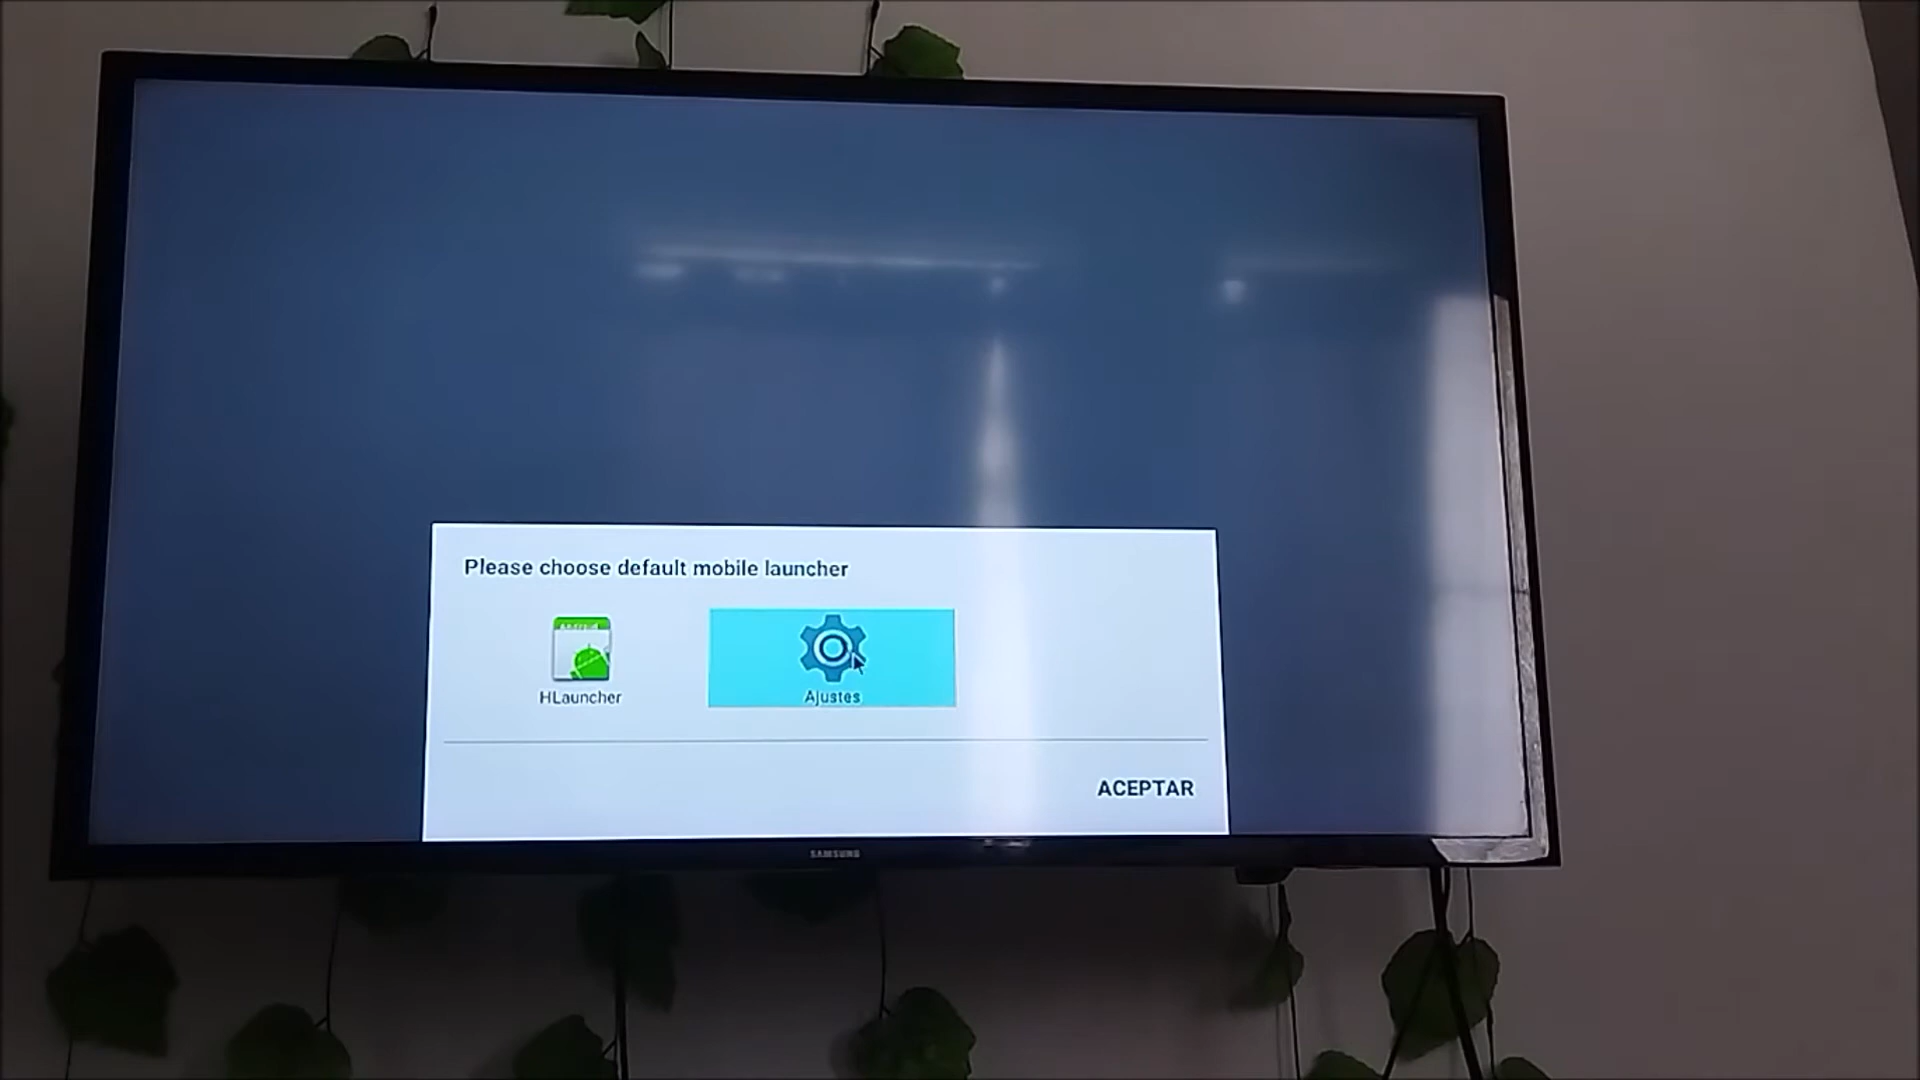 Please choose default mobile launcher
HLauncher
Ajustes
ACEPTAR
SAMSUNG